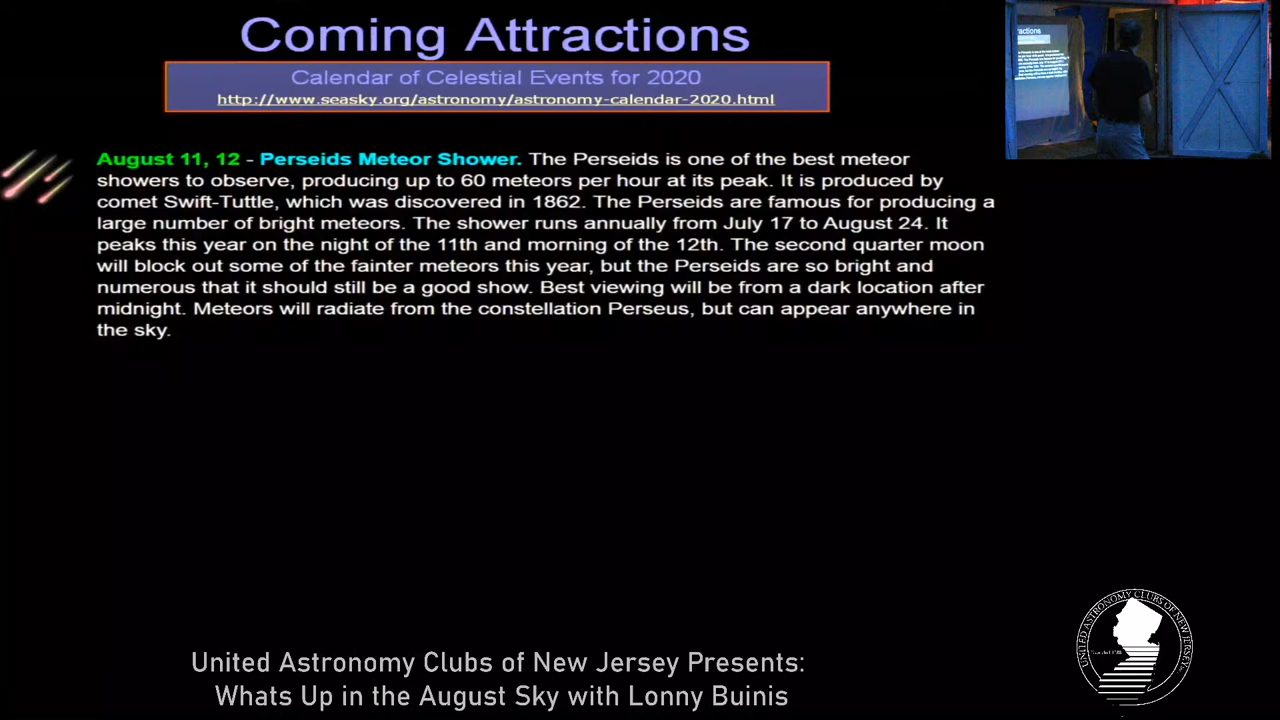 Coming Attractions
Calendar of Celestial Events for 2020
http://www.seasky.org/astronomy/astronomy-calendar-2020.html
August 11, 12 - Perseids Meteor Shower. The Perseids is one of the best meteor
showers to observe, producing up to 60 meteors per hour at its peak. It is produced by
comet Swift-Tuttle, which was discovered in 1862. The Perseids are famous for producing a
large number of bright meteors. The shower runs annually from July 17 to August 24. It
peaks this year on the night of the 11th and morning of the 12th. The second quarter moon
will block out some of the fainter meteors this year, but the Perseids are so bright and
numerous that it should still be a good show. Best viewing will be from a dark location after
midnight. Meteors will radiate from the constellation Perseus, but can appear anywhere in
the sky.
United Astronomy Clubs of New Jersey Presents:
Whats Up in the August Sky with Lonny Buinis
UNITED ASTRONOMY CLUBS OF NEW JERSEY